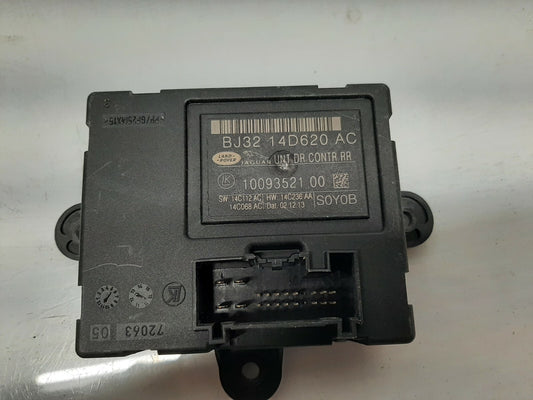 BJ32 14D620 AC
LAND-
ROVER
JAGUAR
UNT.DR.CONTR.RR
IK 10093521 00
SW: 14C112 AC HW: 14C236 AA
14C068 AC Dat. 02.12.13
S0Y0B
72063
05